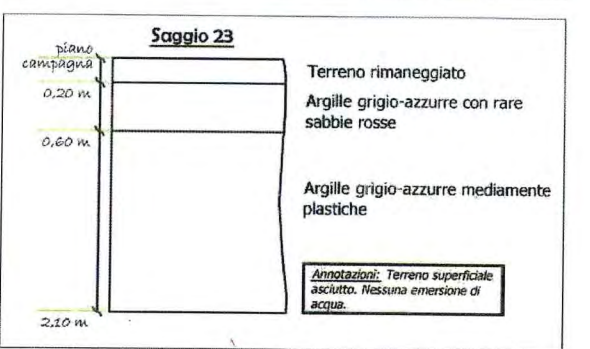 Saggio 23
piano
campagna
Terreno rimaneggiato
0,20 m
Argille grigio-azzurre con rare
sabbie rosse
0,60 m
Argille grigio-azzurre mediamente
plastiche
Annotazioni: Terreno superficiale
asciutto. Nessuna emersione di
acqua.
2,10 m